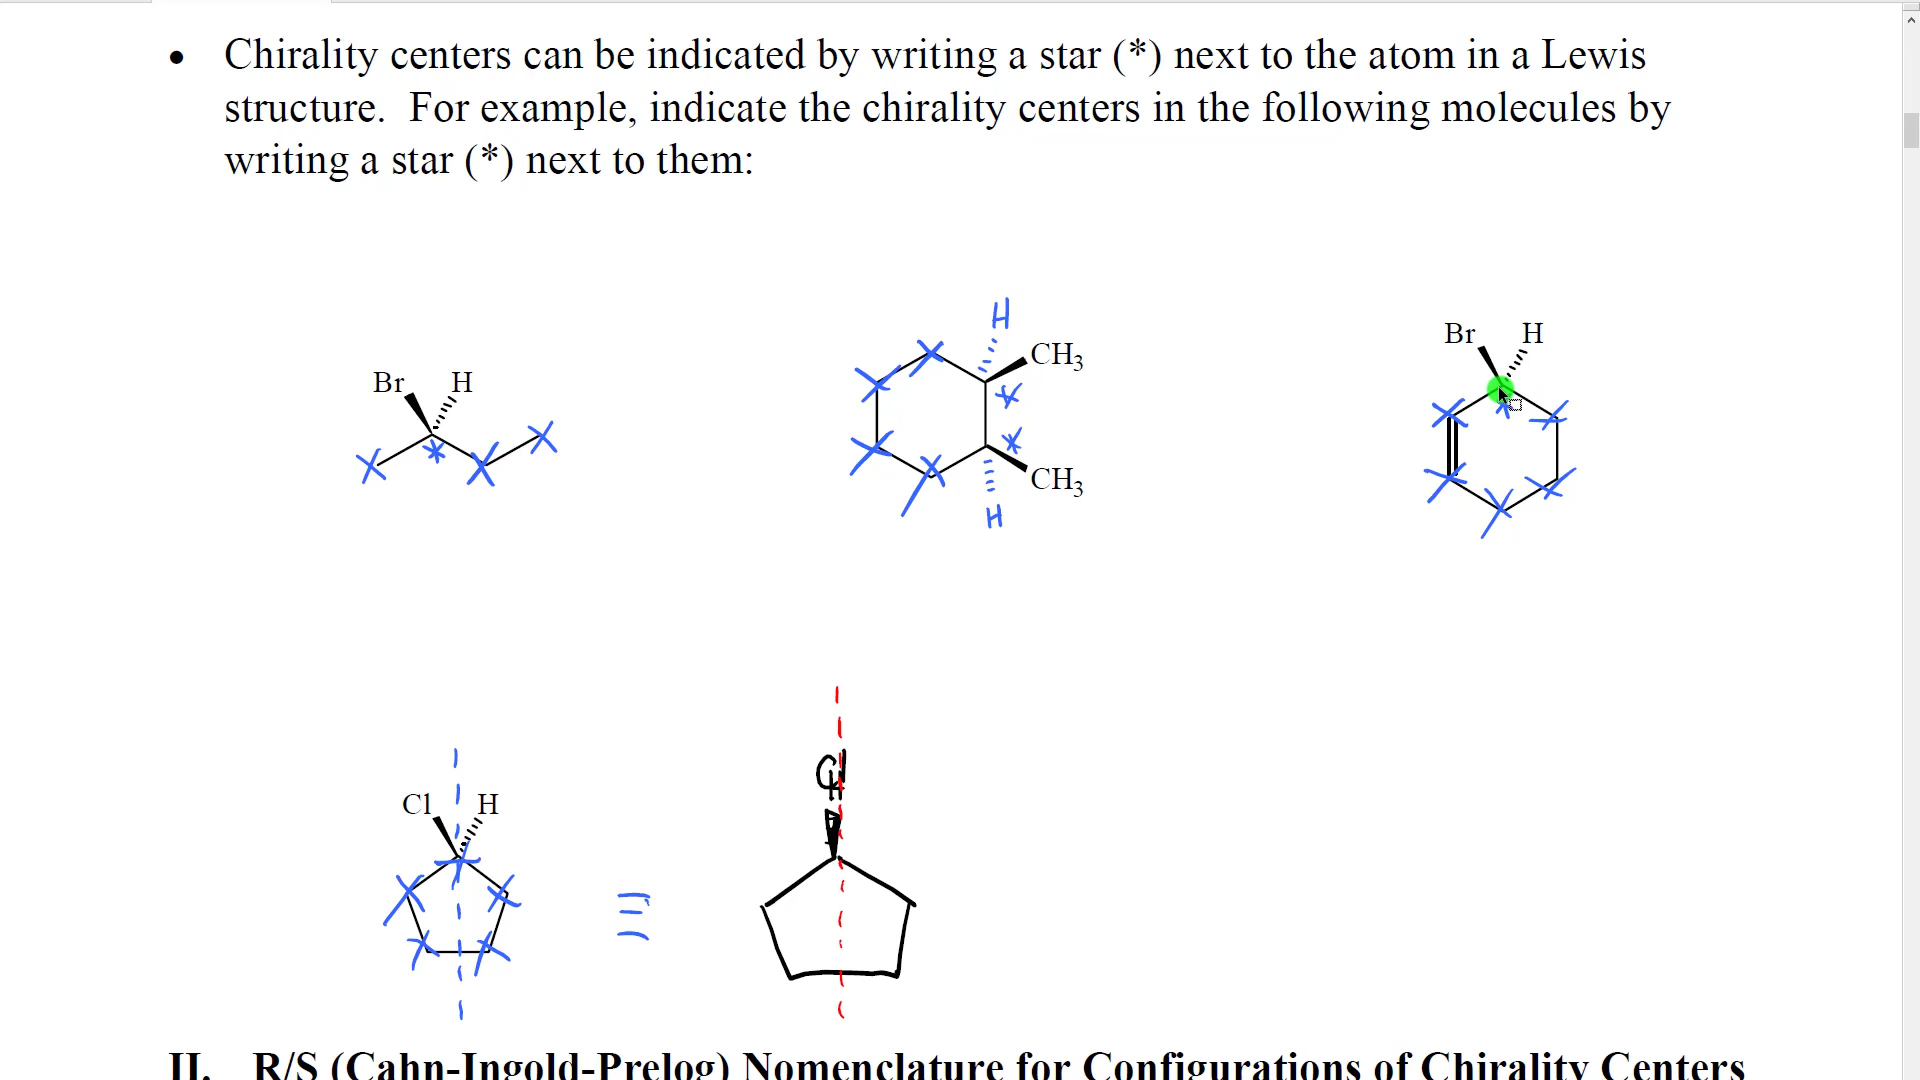 • Chirality centers can be indicated by writing a star (*) next to the atom in a Lewis
structure.  For example, indicate the chirality centers in the following molecules by
writing a star (*) next to them:
H
Br H
CH₃
Br H
*
*
*
*
CH₃
H
Cl H
Cl
H
≡
II. R/S (Cahn-Ingold-Prelog) Nomenclature for Configurations of Chirality Centers